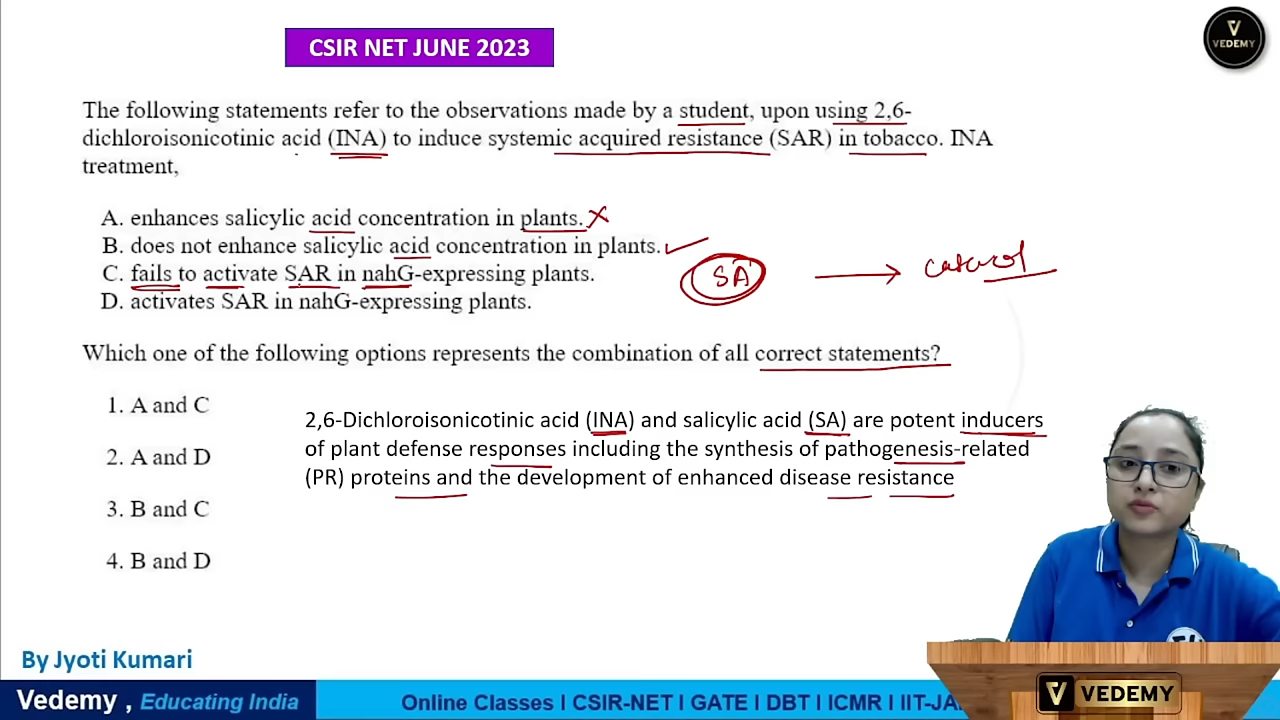 CSIR NET JUNE 2023
VEDEMY
The following statements refer to the observations made by a student, upon using 2,6-
dichloroisonicotinic acid (INA) to induce systemic acquired resistance (SAR) in tobacco. INA
treatment,
A. enhances salicylic acid concentration in plants.
B. does not enhance salicylic acid concentration in plants.
C. fails to activate SAR in nahG-expressing plants.
D. activates SAR in nahG-expressing plants.
SA
Which one of the following options represents the combination of all correct statements?
1. A and C
2. A and D
3. B and C
4. B and D
2,6-Dichloroisonicotinic acid (INA) and salicylic acid (SA) are potent inducers
of plant defense responses including the synthesis of pathogenesis-related
(PR) proteins and the development of enhanced disease resistance
By Jyoti Kumari
Vedemy , Educating India
Online Classes I CSIR-NET I GATE I DBT I ICMR I IIT-JA
VEDEMY